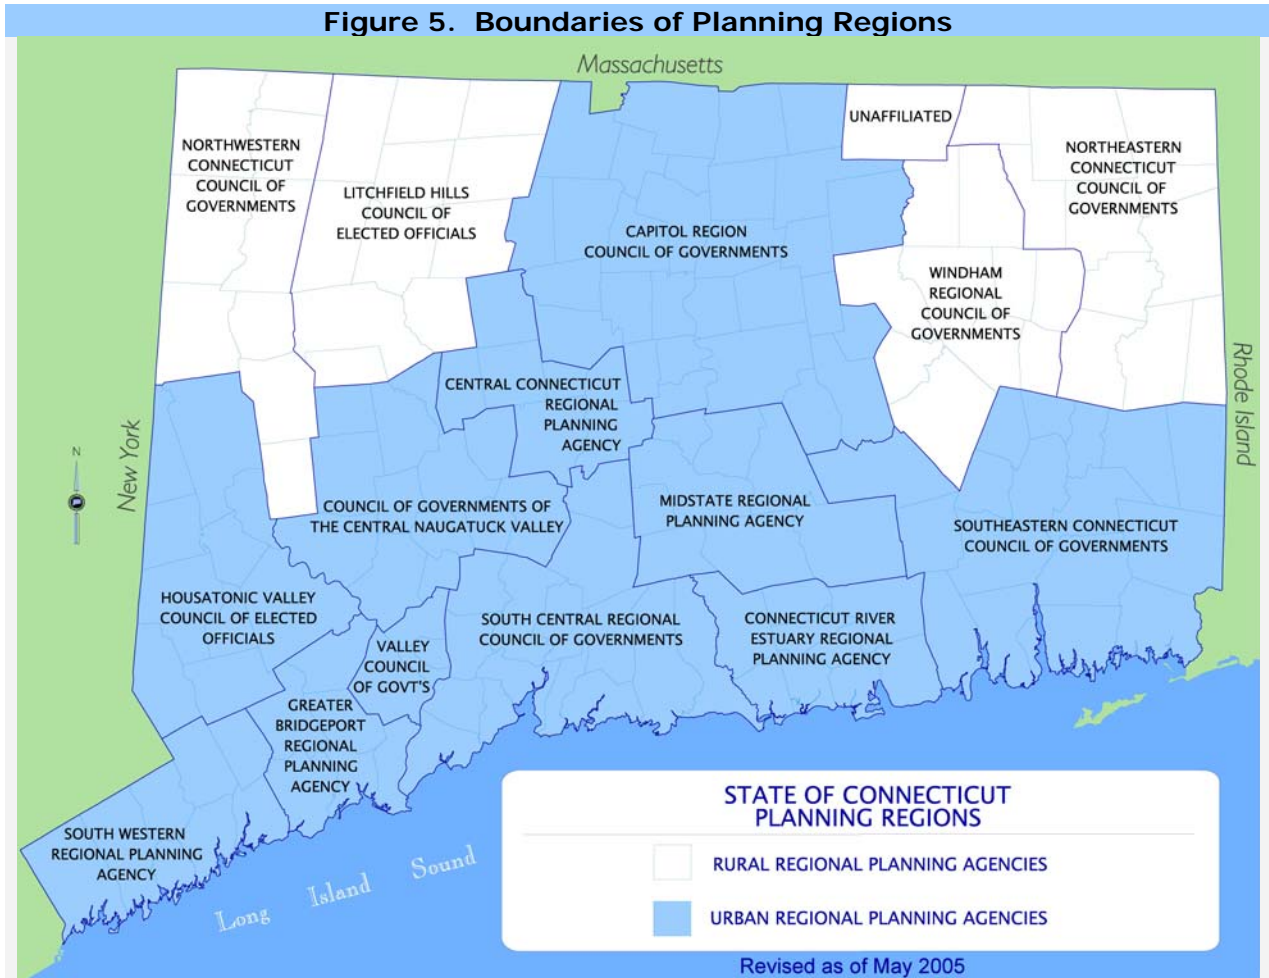 Figure 5. Boundaries of Planning Regions
Massachusetts
UNAFFILIATED
NORTHWESTERN
CONNECTICUT
COUNCIL OF
GOVERNMENTS
NORTHEASTERN
CONNECTICUT
COUNCIL OF
GOVERNMENTS
LITCHFIELD HILLS
COUNCIL OF
ELECTED OFFICIALS
CAPITOL REGION
COUNCIL OF GOVERNMENTS
WINDHAM
REGIONAL
COUNCIL OF
GOVERNMENTS
Rhode Island
CENTRAL CONNECTICUT
REGIONAL
PLANNING
AGENCY
New York
N
COUNCIL OF GOVERNMENTS OF
THE CENTRAL NAUGATUCK VALLEY
MIDSTATE REGIONAL
PLANNING AGENCY
SOUTHEASTERN CONNECTICUT
COUNCIL OF GOVERNMENTS
HOUSATONIC VALLEY
COUNCIL OF ELECTED
OFFICIALS
VALLEY
COUNCIL
OF GOVT'S
SOUTH CENTRAL REGIONAL
COUNCIL OF GOVERNMENTS
CONNECTICUT RIVER
ESTUARY REGIONAL
PLANNING AGENCY
GREATER
BRIDGEPORT
REGIONAL
PLANNING
AGENCY
SOUTH WESTERN
REGIONAL PLANNING
AGENCY
Long Island Sound
STATE OF CONNECTICUT
PLANNING REGIONS
RURAL REGIONAL PLANNING AGENCIES
URBAN REGIONAL PLANNING AGENCIES
Revised as of May 2005